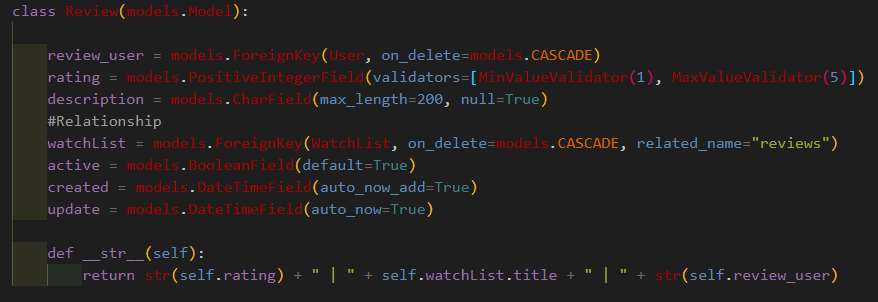 class Review(models.Model):
review_user = models.ForeignKey(User, on_delete=models.CASCADE)
rating = models.PositiveIntegerField(validators=[MinValueValidator(1), MaxValueValidator(5)])
description = models.CharField(max_length=200, null=True)
#Relationship
watchList = models.ForeignKey(WatchList, on_delete=models.CASCADE, related_name="reviews")
active = models.BooleanField(default=True)
created = models.DateTimeField(auto_now_add=True)
update = models.DateTimeField(auto_now=True)
def __str__(self):
return str(self.rating) + " | " + self.watchList.title + " | " + str(self.review_user)